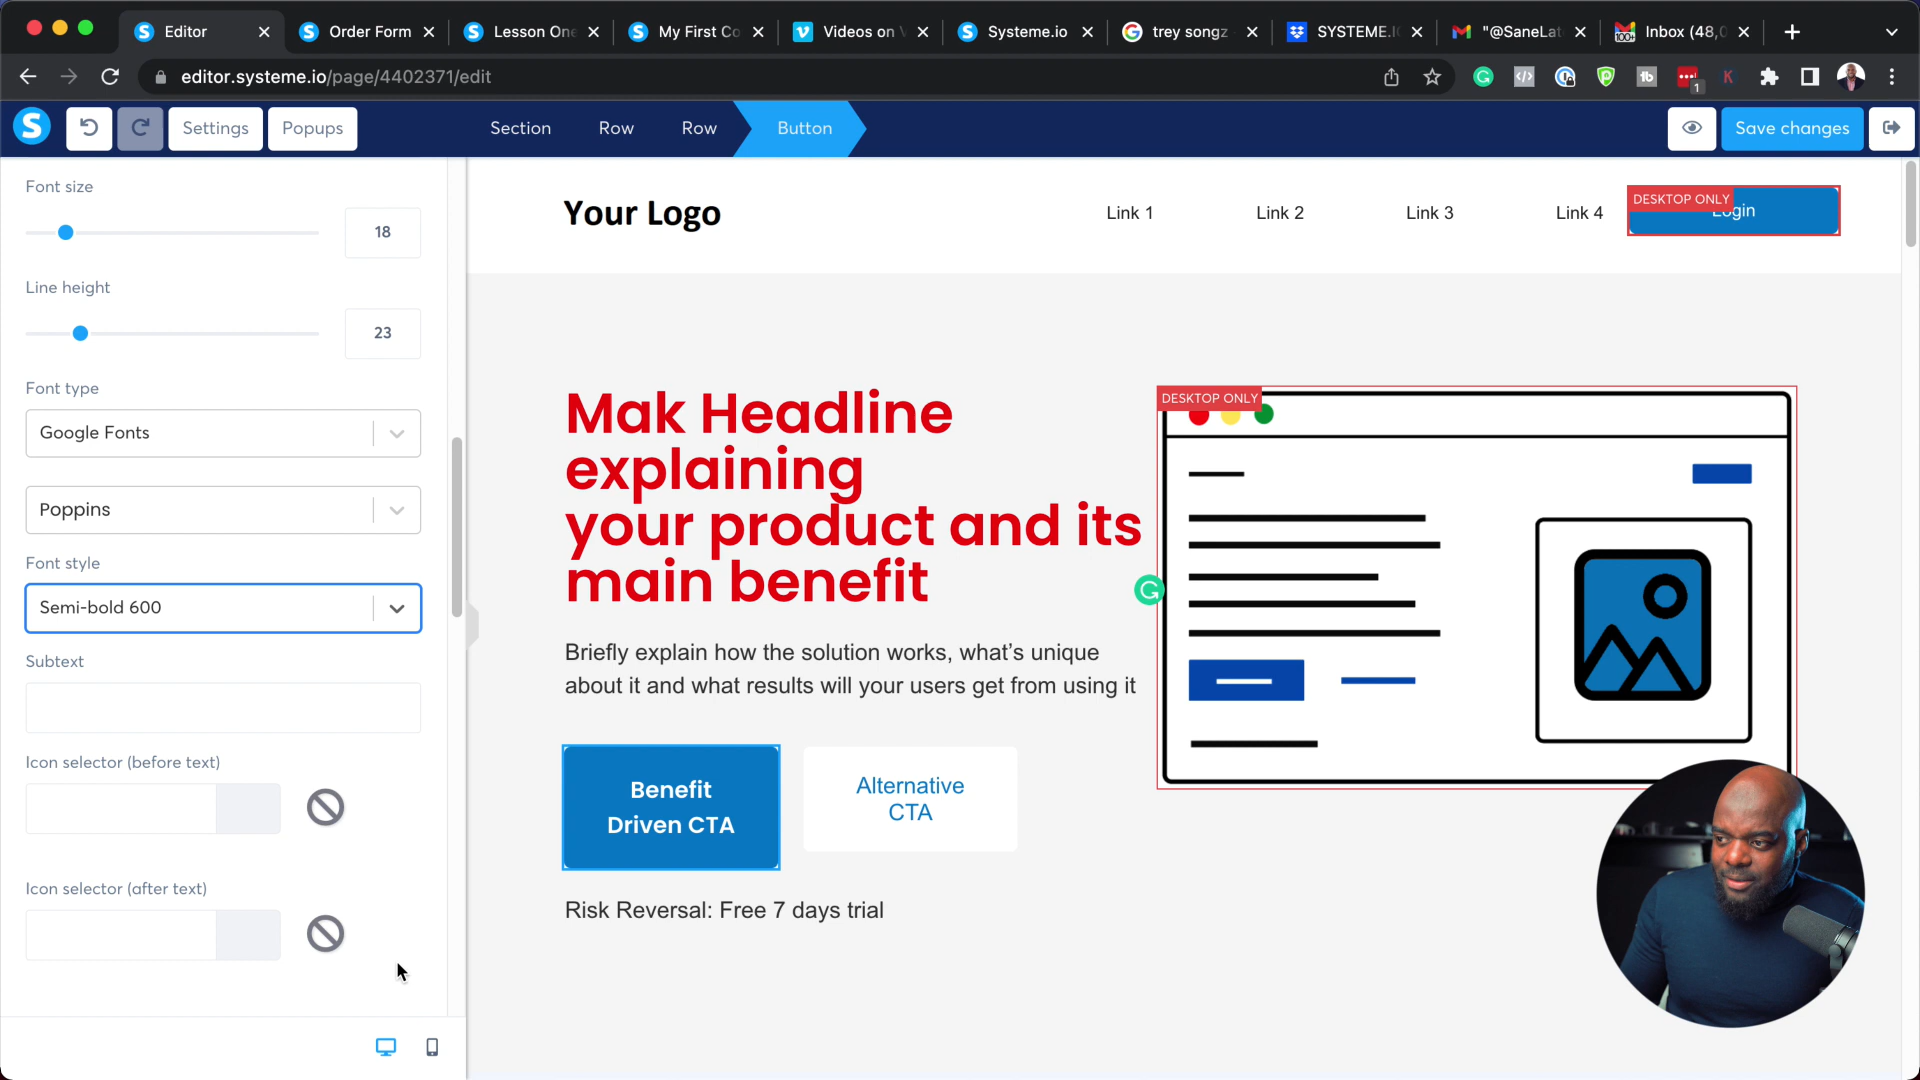 Editor
Order Form
Lesson One
My First Co
Videos on
Systeme.io
trey songz
SYSTEME.I
"@SaneLat
Inbox (48,0
editor.systeme.io/page/4402371/edit
Settings
Popups
Section
Row
Row
Button
Save changes
Font size
18
Line height
23
Font type
Google Fonts
Poppins
Font style
Semi-bold 600
Subtext
Icon selector (before text)
Icon selector (after text)
Your Logo
Link 1
Link 2
Link 3
Link 4
DESKTOP ONLY
Login
Mak Headline
explaining
your product and its
main benefit
Briefly explain how the solution works, what’s unique
about it and what results will your users get from using it
Benefit
Driven CTA
Alternative
CTA
Risk Reversal: Free 7 days trial
DESKTOP ONLY